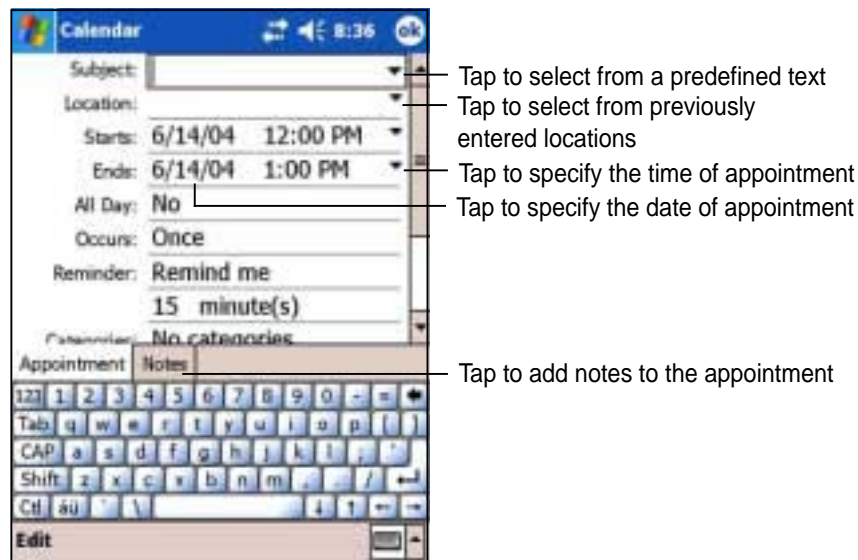 Calendar 8:36 ok
Subject:
Tap to select from a predefined text
Location:
Tap to select from previously
entered locations
Starts: 6/14/04 12:00 PM
Ends: 6/14/04 1:00 PM
Tap to specify the time of appointment
Tap to specify the date of appointment
All Day: No
Occurs: Once
Reminder: Remind me
15 minute(s)
Categories: No categories
Appointment Notes
Tap to add notes to the appointment
123 1 2 3 4 5 6 7 8 9 0 - =
Tab q w e r t y u i o p [ ]
CAP a s d f g h j k l ; '
Shift z x c v b n m , . /
Ctl áü ` \
Edit